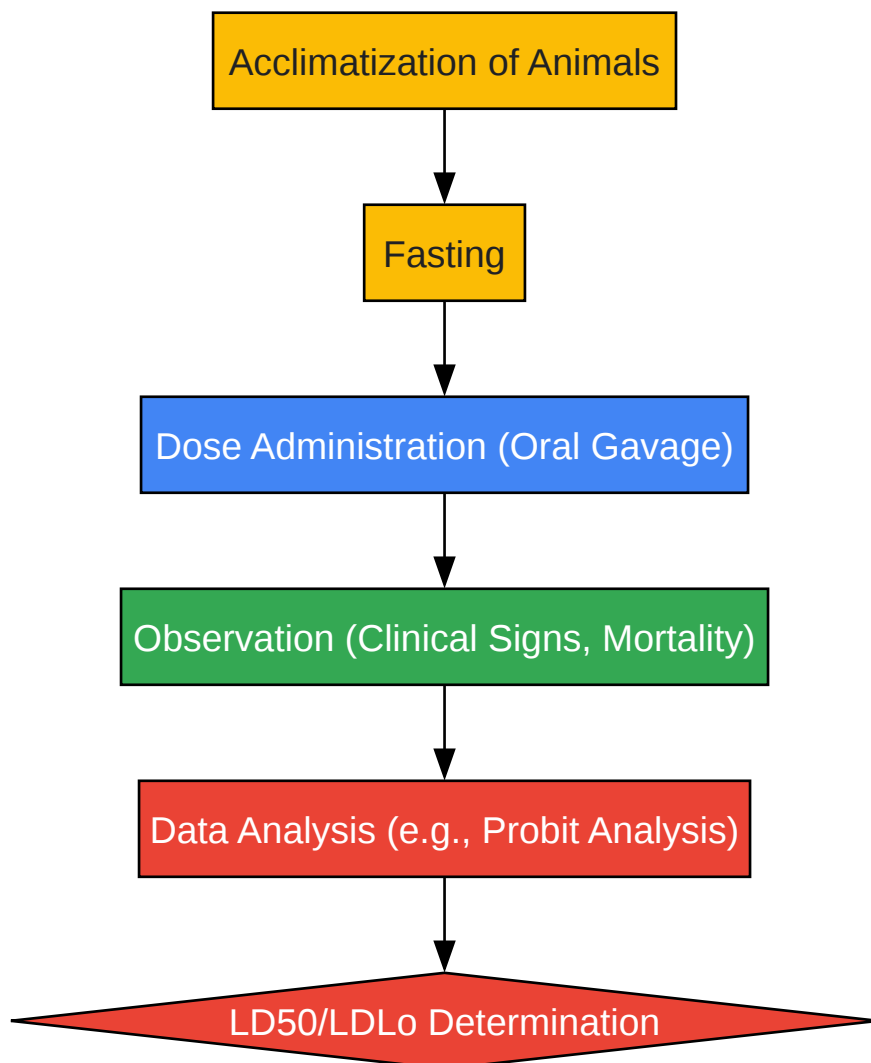 Acclimatization of Animals
Fasting
Dose Administration (Oral Gavage)
Observation (Clinical Signs, Mortality)
Data Analysis (e.g., Probit Analysis)
LD50/LDLo Determination